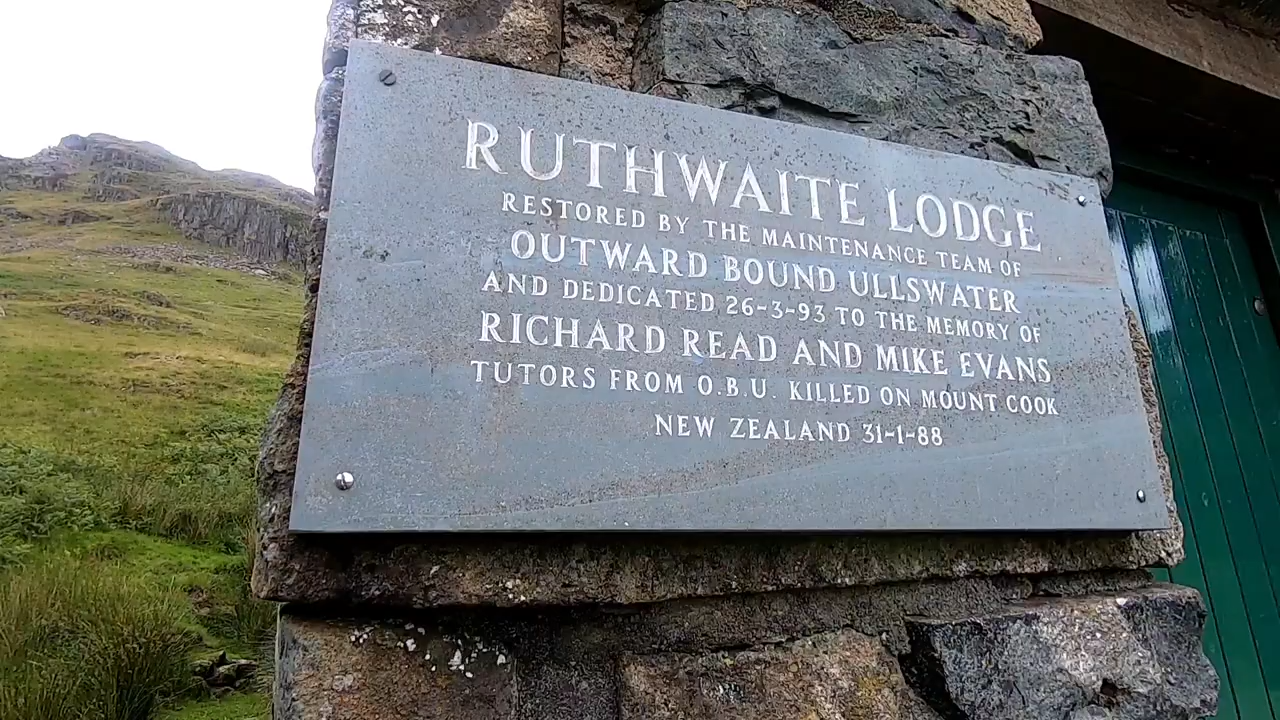 RUTHWAITE LODGE
RESTORED BY THE MAINTENANCE TEAM OF
OUTWARD BOUND ULLSWATER
AND DEDICATED 26-3-93 TO THE MEMORY OF
RICHARD READ AND MIKE EVANS
TUTORS FROM O.B.U. KILLED ON MOUNT COOK
NEW ZEALAND 31-1-88